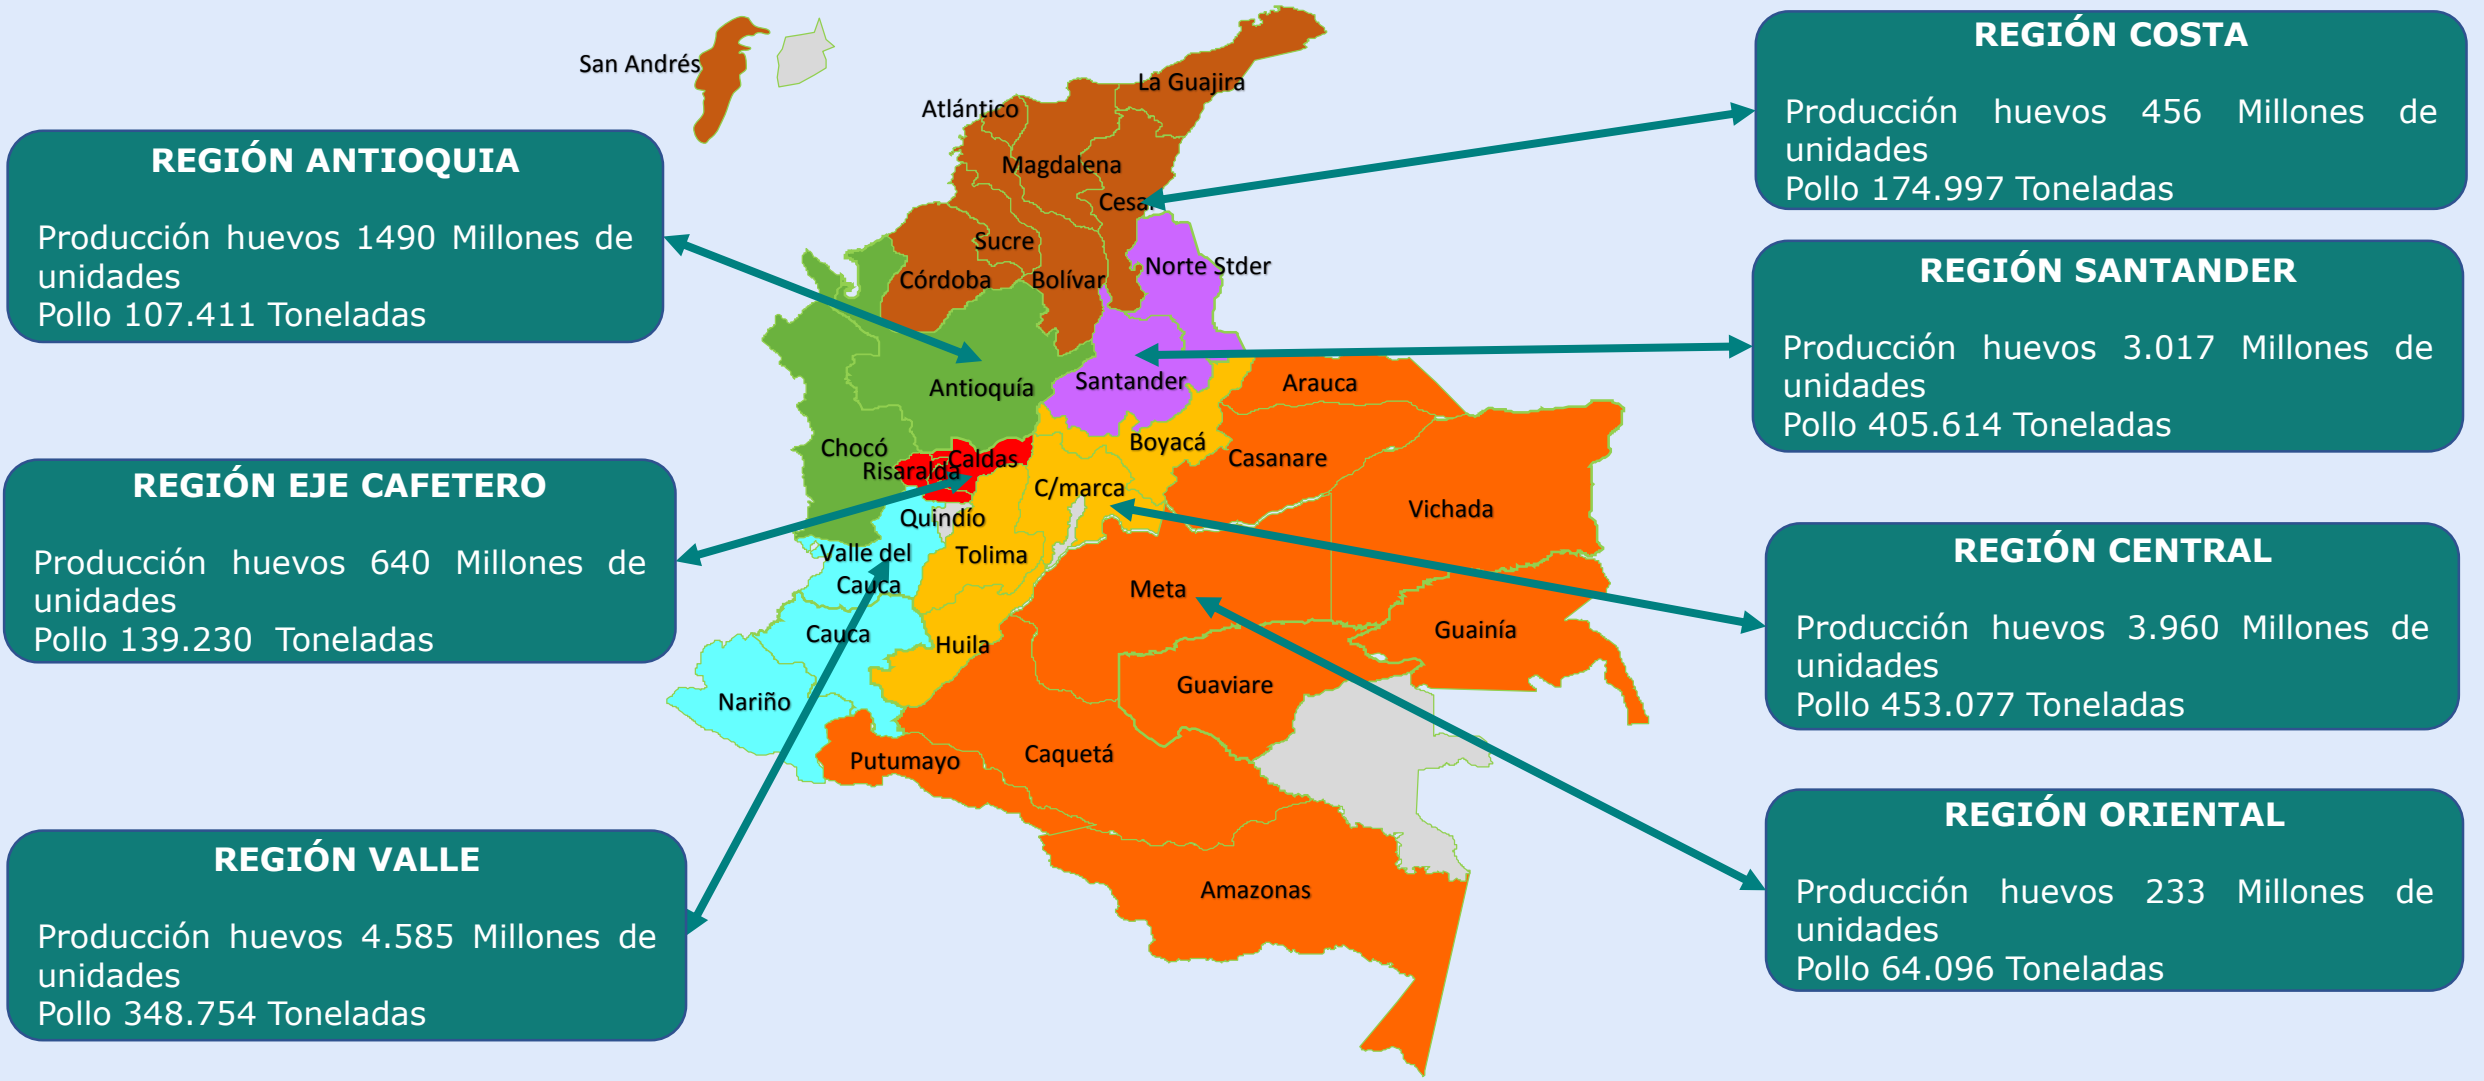 REGIÓN ANTIOQUIA
Producción huevos 1490 Millones de
unidades
Pollo 107.411 Toneladas
REGIÓN EJE CAFETERO
Producción huevos 640 Millones de
unidades
Pollo 139.230 Toneladas
REGIÓN VALLE
Producción huevos 4.585 Millones de
unidades
Pollo 348.754 Toneladas
San Andrés
La Guajira
Atlántico
Magdalena
Cesar
Sucre
Córdoba
Bolívar
Norte Stder
Antioquía
Santander
Arauca
Chocó
Boyacá
Risaralda
Caldas
Casanare
C/marca
Vichada
Quindío
Valle del
Cauca
Tolima
Meta
Cauca
Huila
Guainía
Nariño
Guaviare
Putumayo
Caquetá
Amazonas
REGIÓN COSTA
Producción huevos 456 Millones de
unidades
Pollo 174.997 Toneladas
REGIÓN SANTANDER
Producción huevos 3.017 Millones de
unidades
Pollo 405.614 Toneladas
REGIÓN CENTRAL
Producción huevos 3.960 Millones de
unidades
Pollo 453.077 Toneladas
REGIÓN ORIENTAL
Producción huevos 233 Millones de
unidades
Pollo 64.096 Toneladas